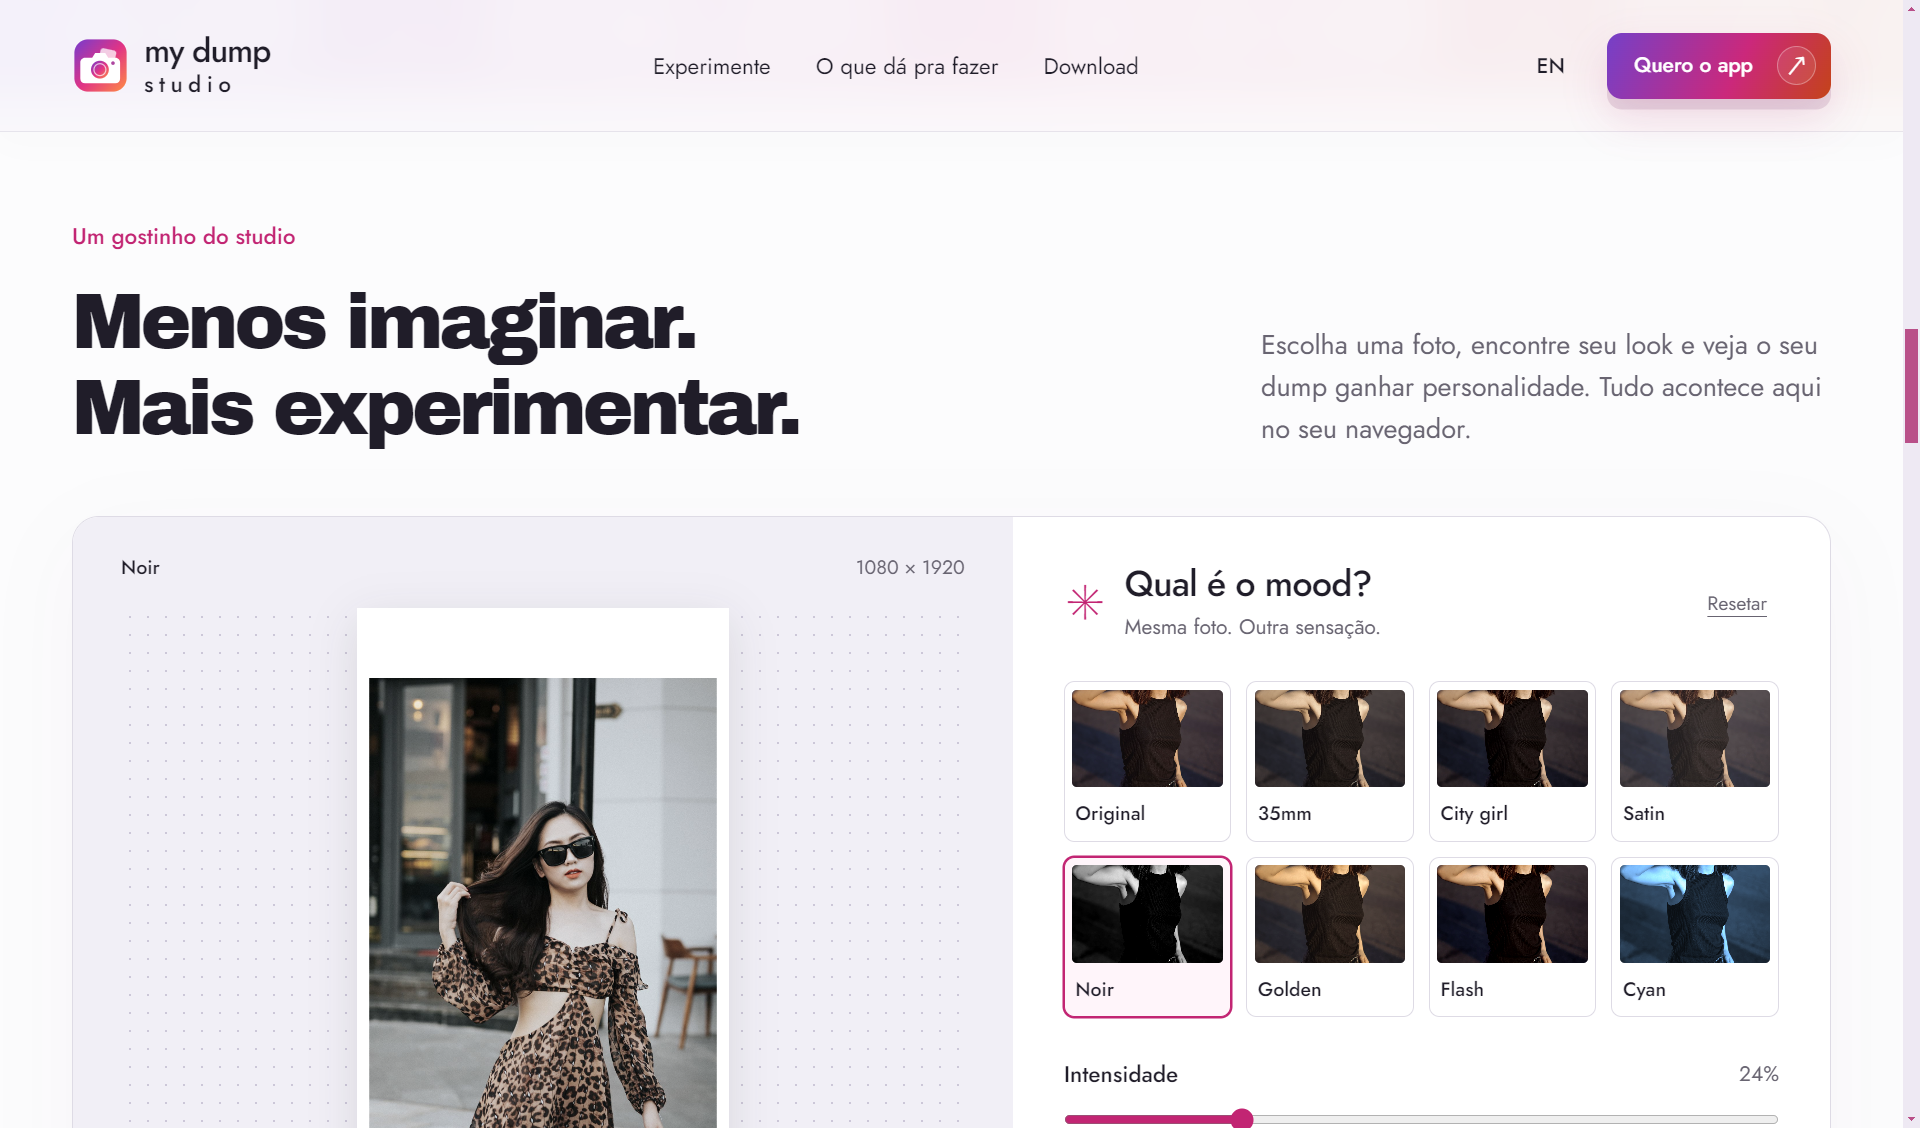 my dump
studio
Experimente
O que dá pra fazer
Download
EN
Quero o app
Um gostinho do studio
Menos imaginar.
Mais experimentar.
Escolha uma foto, encontre seu look e veja o seu
dump ganhar personalidade. Tudo acontece aqui
no seu navegador.
Noir
1080 × 1920
Qual é o mood?
Mesma foto. Outra sensação.
Resetar
Original
35mm
City girl
Satin
Noir
Golden
Flash
Cyan
Intensidade
24%